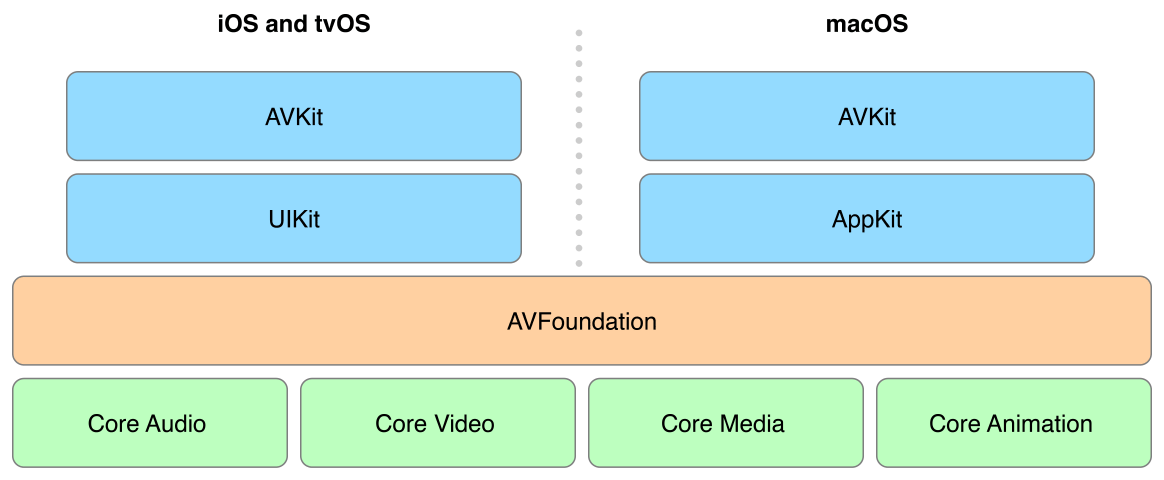 iOS and tvOS
macOS
AVKit
AVKit
UIKit
AppKit
AVFoundation
Core Audio
Core Video
Core Media
Core Animation